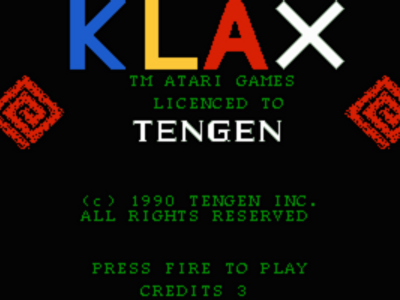 KLAX
TM ATARI GAMES
LICENCED TO
TENGEN
(c) 1990 TENGEN INC.
ALL RIGHTS RESERVED
PRESS FIRE TO PLAY
CREDITS 3